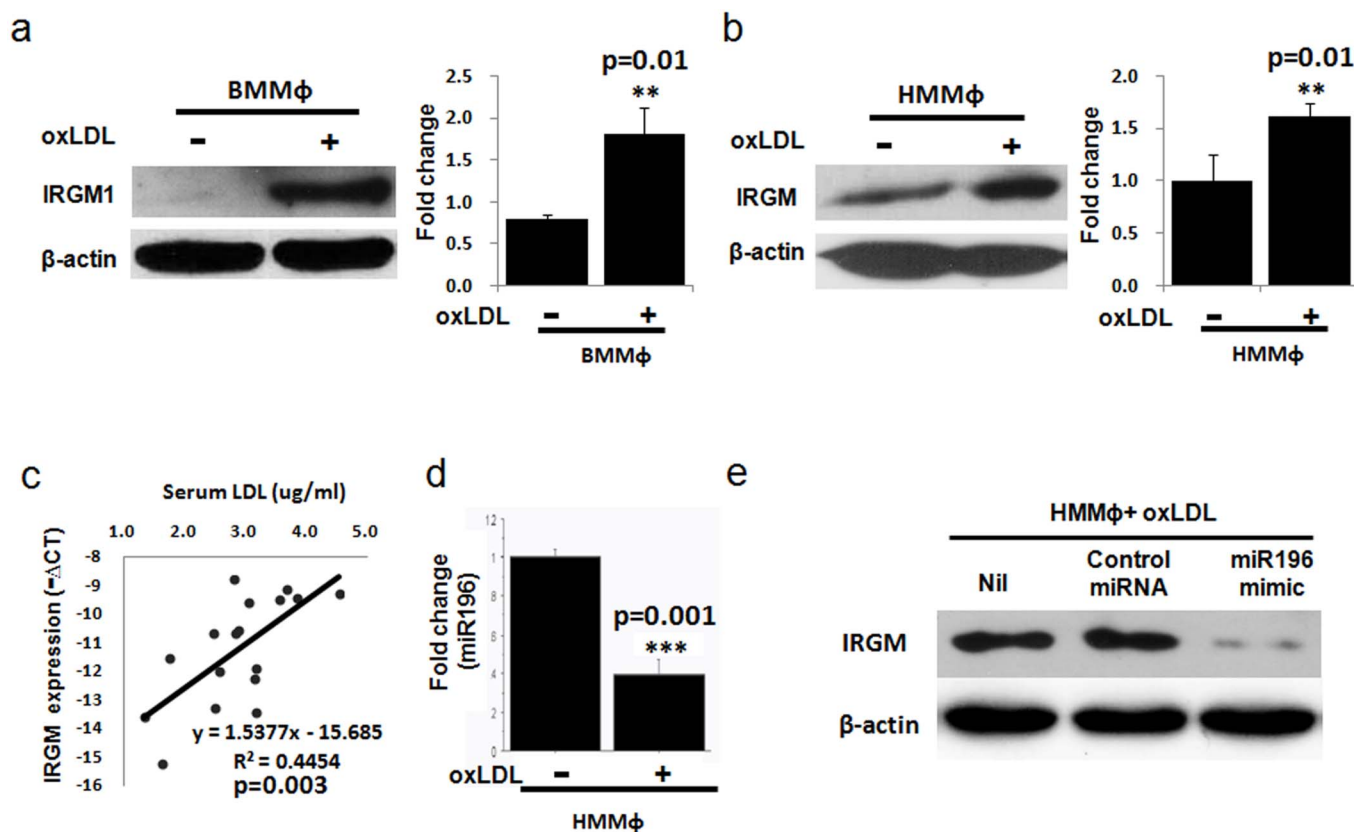 a
BMMϕ
oxLDL - +
IRGM1
β-actin
Fold change
2.5
2.0
1.5
1.0
0.5
0.0
p=0.01
**
oxLDL - +
BMMϕ
b
HMMϕ
oxLDL - +
IRGM
β-actin
Fold change
2.0
1.5
1.0
0.5
0.0
p=0.01
**
oxLDL - +
HMMϕ
c
Serum LDL (ug/ml)
1.0 2.0 3.0 4.0 5.0
IRGM expression (-ΔCT)
-8
-9
-10
-11
-12
-13
-14
-15
-16
y = 1.5377x - 15.685
R² = 0.4454
p=0.003
d
Fold change
(miR196)
p=0.001
***
oxLDL - +
HMMϕ
e
HMMϕ+ oxLDL
Nil
Control
miRNA
miR196
mimic
IRGM
β-actin